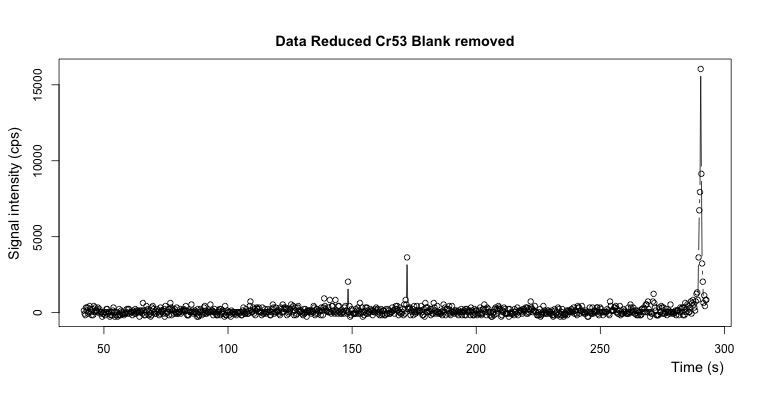 Data Reduced Cr53 Blank removed
Signal intensity (cps)
15000
10000
5000
0
50 100 150 200 250 300
Time (s)